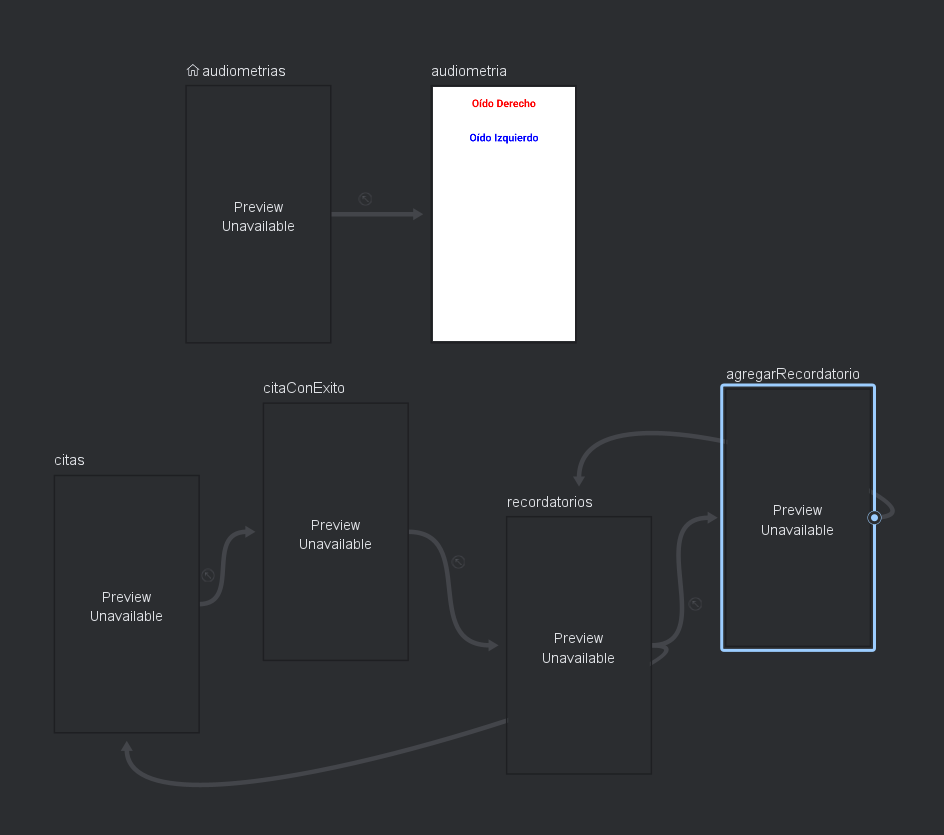 audiometrias
audiometria
Oído Derecho
Oído Izquierdo
Preview
Unavailable
agregarRecordatorio
citaConExito
citas
recordatorios
Preview
Unavailable
Preview
Unavailable
Preview
Unavailable
Preview
Unavailable